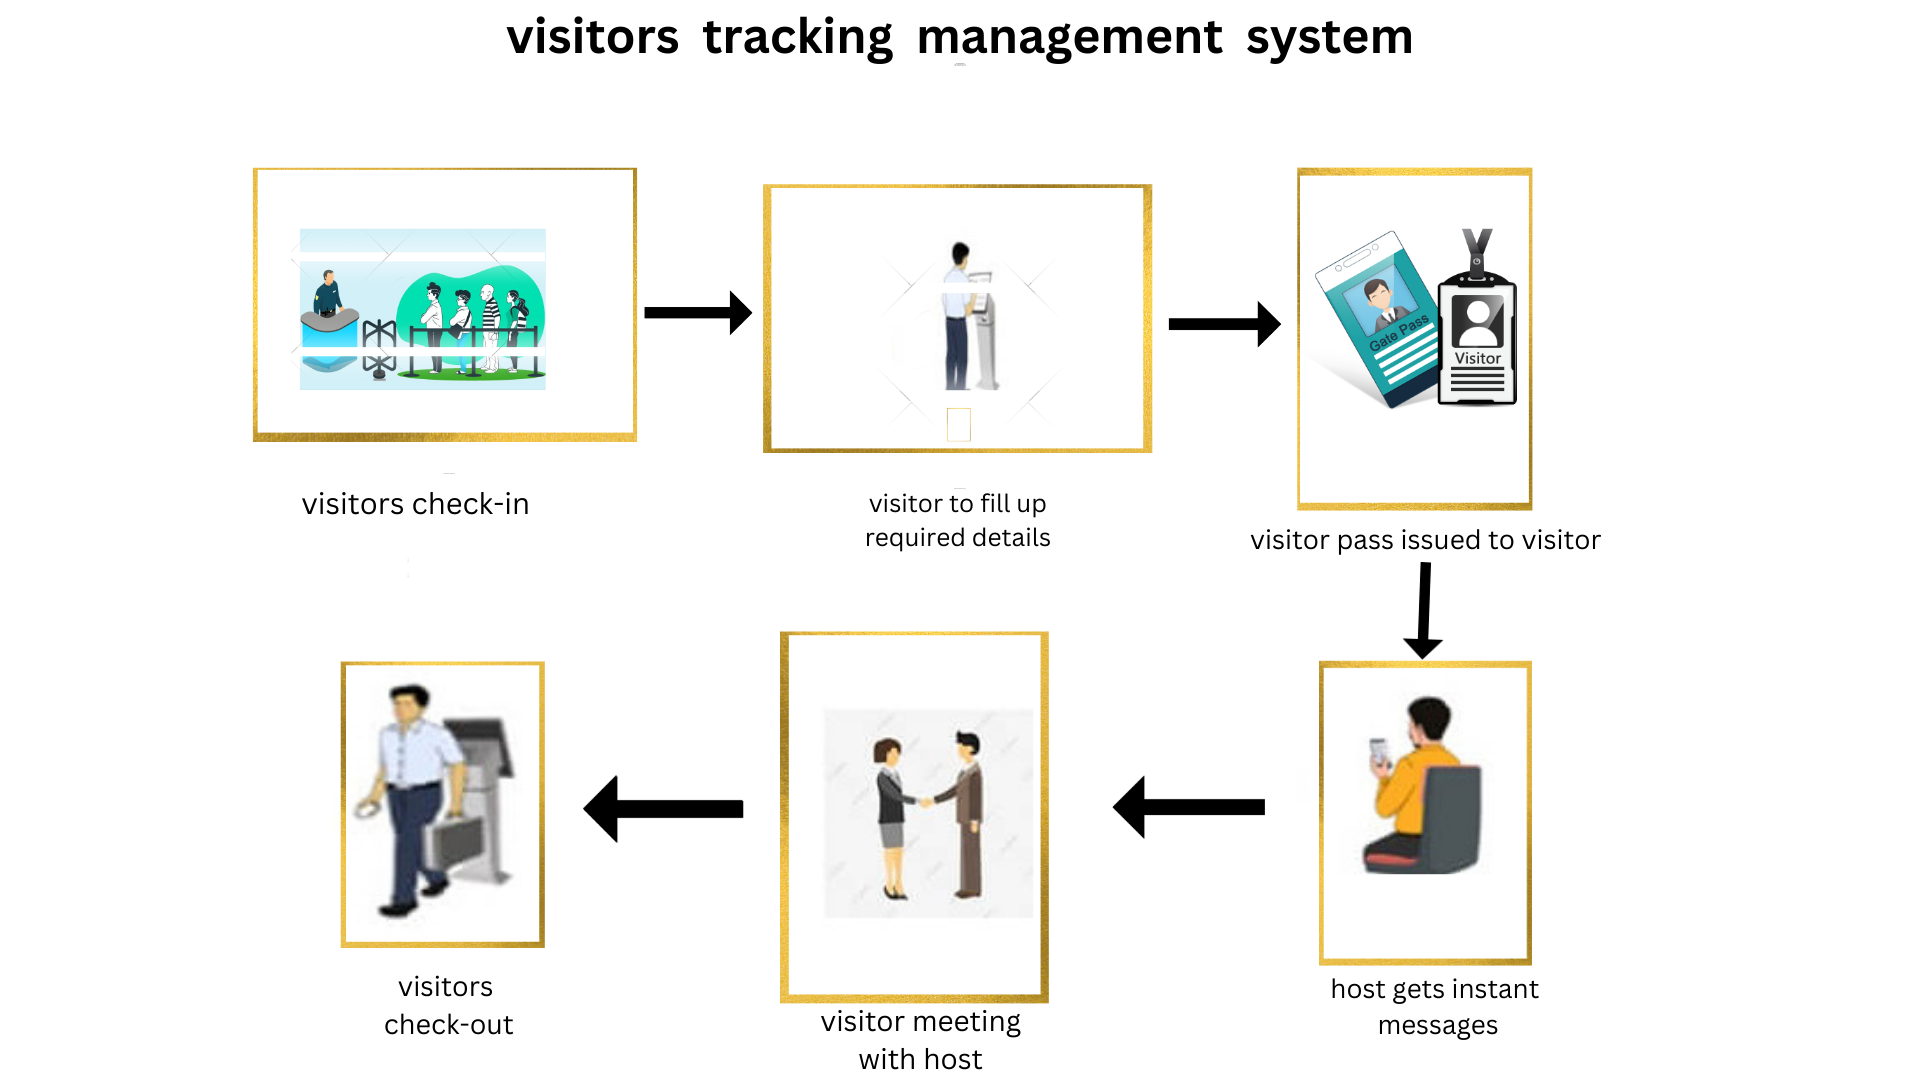 visitors tracking management system
Gate Pass
Visitor
visitors check-in
visitor to fill up
required details
visitor pass issued to visitor
visitors
check-out
visitor meeting
with host
host gets instant
messages